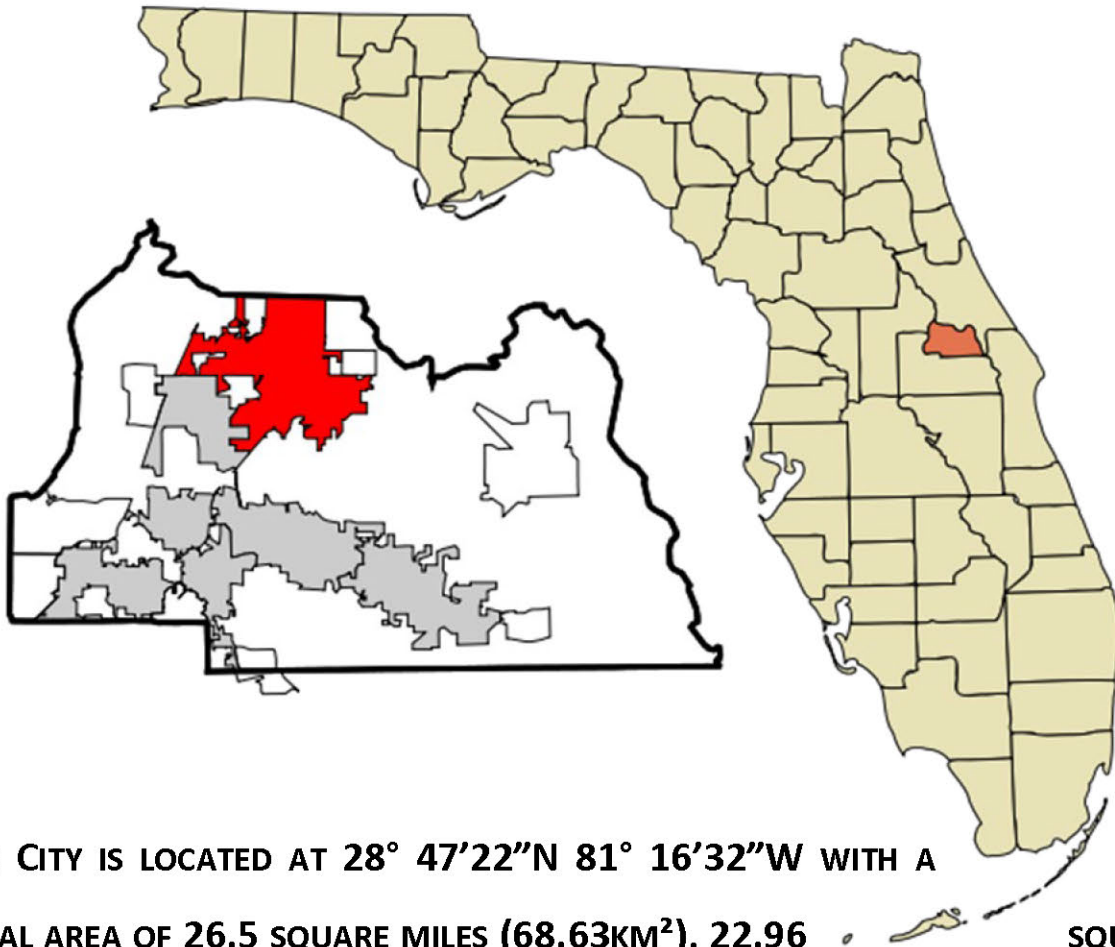 CITY IS LOCATED AT 28° 47’22”N 81° 16’32”W WITH A
AL AREA OF 26.5 SQUARE MILES (68.63KM²). 22.96